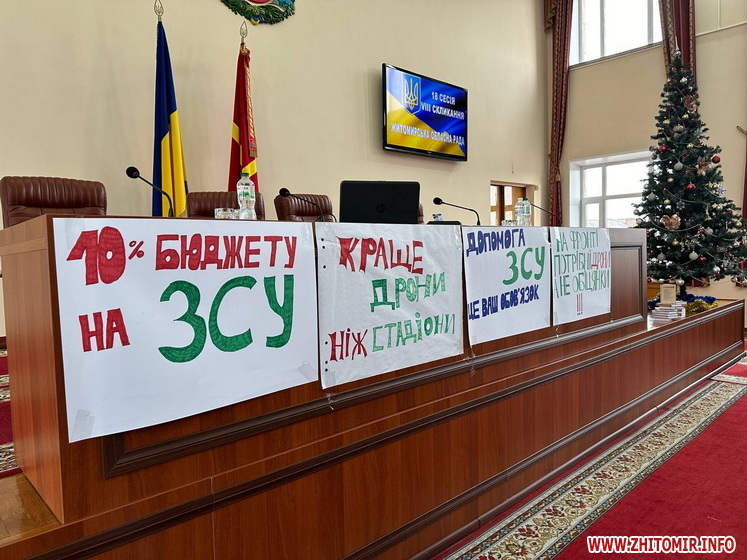 18 СЕСІЯ
VIII СКЛИКАННЯ
ЖИТОМИРСЬКА ОБЛАСНА РАДА
10% БЮДЖЕТУ
НА ЗСУ
КРАЩЕ
ДРОНИ
НІЖ СТАДІОНИ
ДОПОМОГА
ЗСУ
ЦЕ ВАШ ОБОВ'ЯЗОК
НА ФРОНТІ
ПОТРІБНІ ДРОНИ
А НЕ ОБІЦЯНКИ
!!!
WWW.ZHITOMIR.INFO